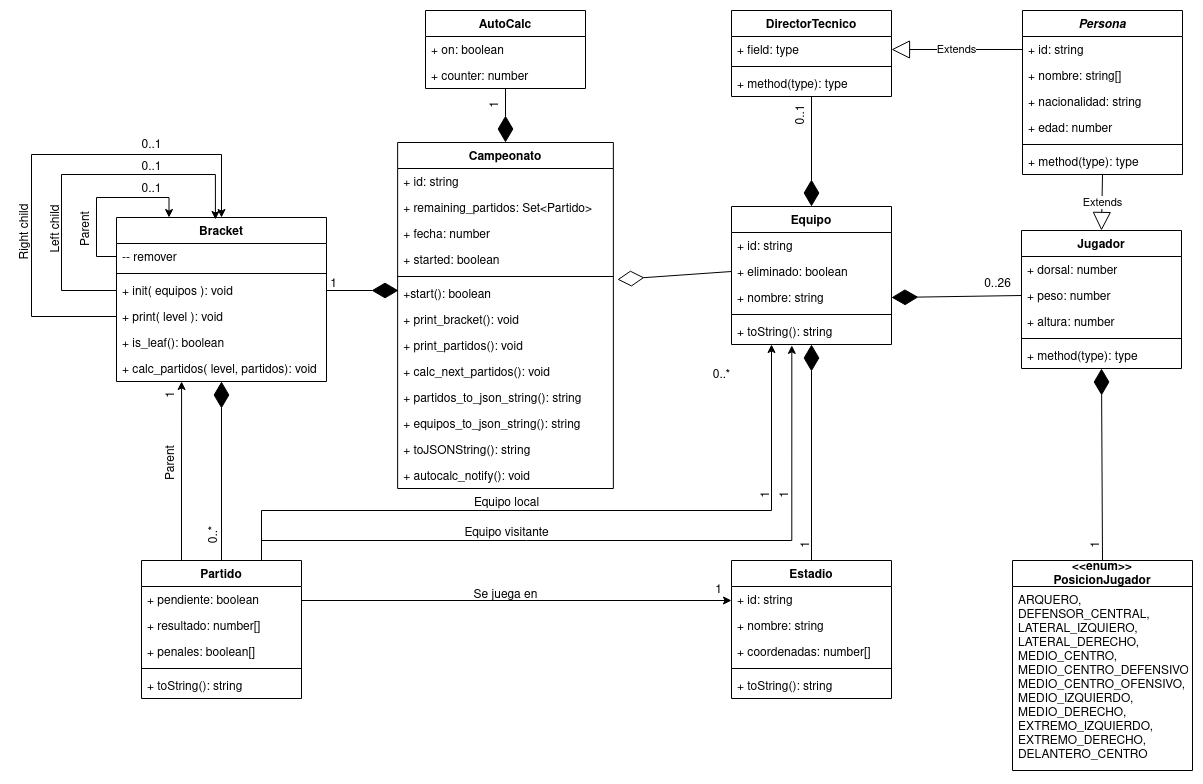 AutoCalc
+ on: boolean
+ counter: number
1
DirectorTecnico
+ field: type
+ method(type): type
0..1
Extends
Persona
+ id: string
+ nombre: string[]
+ nacionalidad: string
+ edad: number
+ method(type): type
Extends
0..1
0..1
0..1
Right child
Left child
Parent
Bracket
-- remover
+ init( equipos ): void
+ print( level ): void
+ is_leaf(): boolean
+ calc_partidos( level, partidos): void
1
Campeonato
+ id: string
+ remaining_partidos: Set<Partido>
+ fecha: number
+ started: boolean
+start(): boolean
+ print_bracket(): void
+ print_partidos(): void
+ calc_next_partidos(): void
+ partidos_to_json_string(): string
+ equipos_to_json_string(): string
+ toJSONString(): string
+ autocalc_notify(): void
Equipo
+ id: string
+ eliminado: boolean
+ nombre: string
+ toString(): string
0..26
Jugador
+ dorsal: number
+ peso: number
+ altura: number
+ method(type): type
0..*
1
Parent
0..*
Equipo local
1
Equipo visitante
1
1
1
Partido
+ pendiente: boolean
+ resultado: number[]
+ penales: boolean[]
+ toString(): string
Se juega en
1
Estadio
+ id: string
+ nombre: string
+ coordenadas: number[]
+ toString(): string
<<enum>>
PosicionJugador
ARQUERO,
DEFENSOR_CENTRAL,
LATERAL_IZQUIERO,
LATERAL_DERECHO,
MEDIO_CENTRO,
MEDIO_CENTRO_DEFENSIVO
MEDIO_CENTRO_OFENSIVO,
MEDIO_IZQUIERDO,
MEDIO_DERECHO,
EXTREMO_IZQUIERDO,
EXTREMO_DERECHO,
DELANTERO_CENTRO